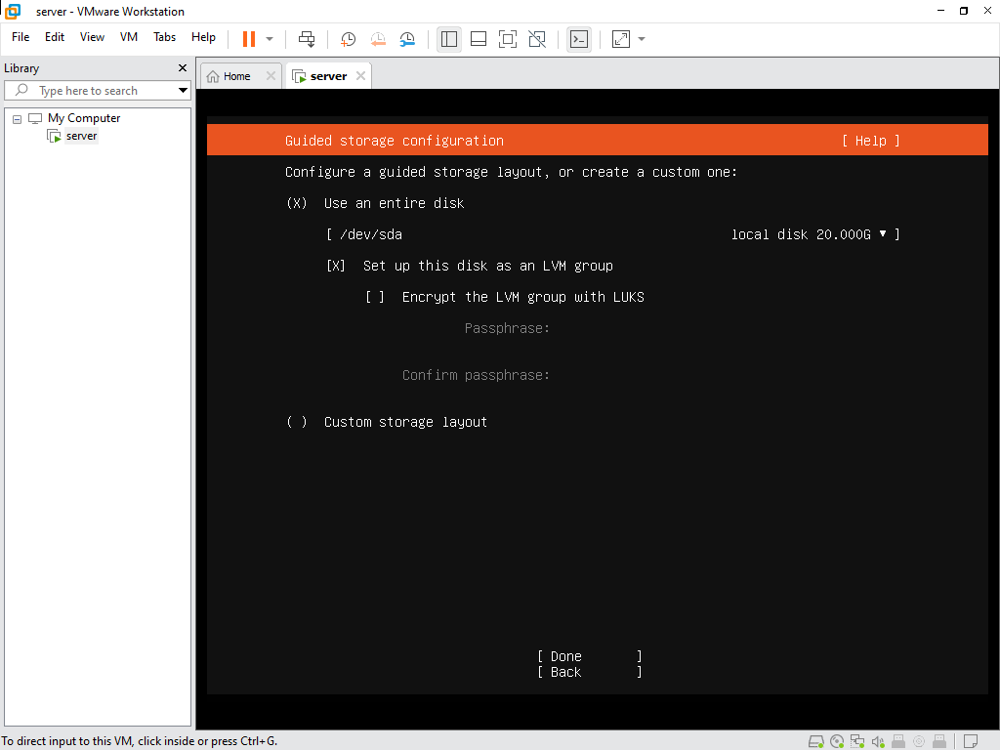 server - VMware Workstation
File Edit View VM Tabs Help
Library
Home
server
Type here to search
My Computer
server
Guided storage configuration [ Help ]
Configure a guided storage layout, or create a custom one:
(X) Use an entire disk
[ /dev/sda local disk 20.000G ▼ ]
[X] Set up this disk as an LVM group
[ ] Encrypt the LVM group with LUKS
Passphrase:
Confirm passphrase:
( ) Custom storage layout
[ Done ]
[ Back ]
To direct input to this VM, click inside or press Ctrl+G.